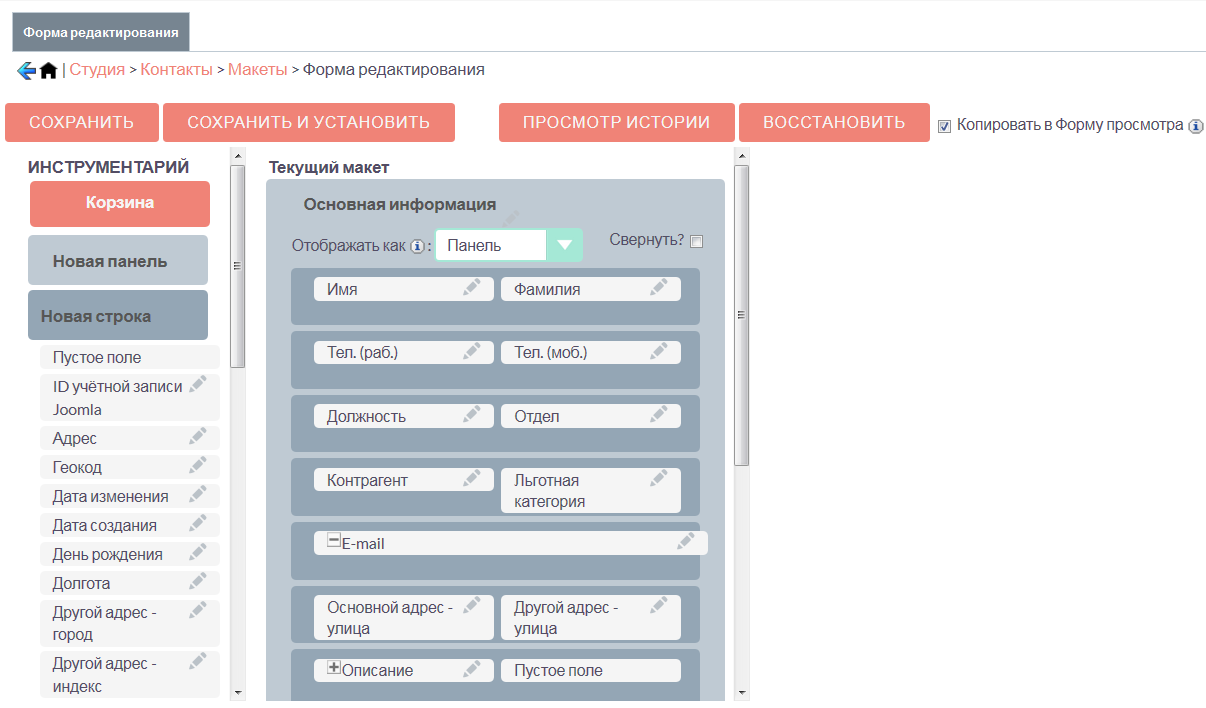 Форма редактирования
| Студия > Контакты > Макеты > Форма редактирования
СОХРАНИТЬ СОХРАНИТЬ И УСТАНОВИТЬ ПРОСМОТР ИСТОРИИ ВОССТАНОВИТЬ Копировать в Форму просмотра
ИНСТРУМЕНТАРИЙ
Корзина
Новая панель
Новая строка
Пустое поле
ID учётной записи
Joomla
Адрес
Геокод
Дата изменения
Дата создания
День рождения
Долгота
Другой адрес -
город
Другой адрес -
индекс
Текущий макет
Основная информация
Отображать как : Панель Свернуть?
Имя Фамилия
Тел. (раб.) Тел. (моб.)
Должность Отдел
Контрагент Льготная
категория
E-mail
Основной адрес - Другой адрес -
улица улица
Описание Пустое поле